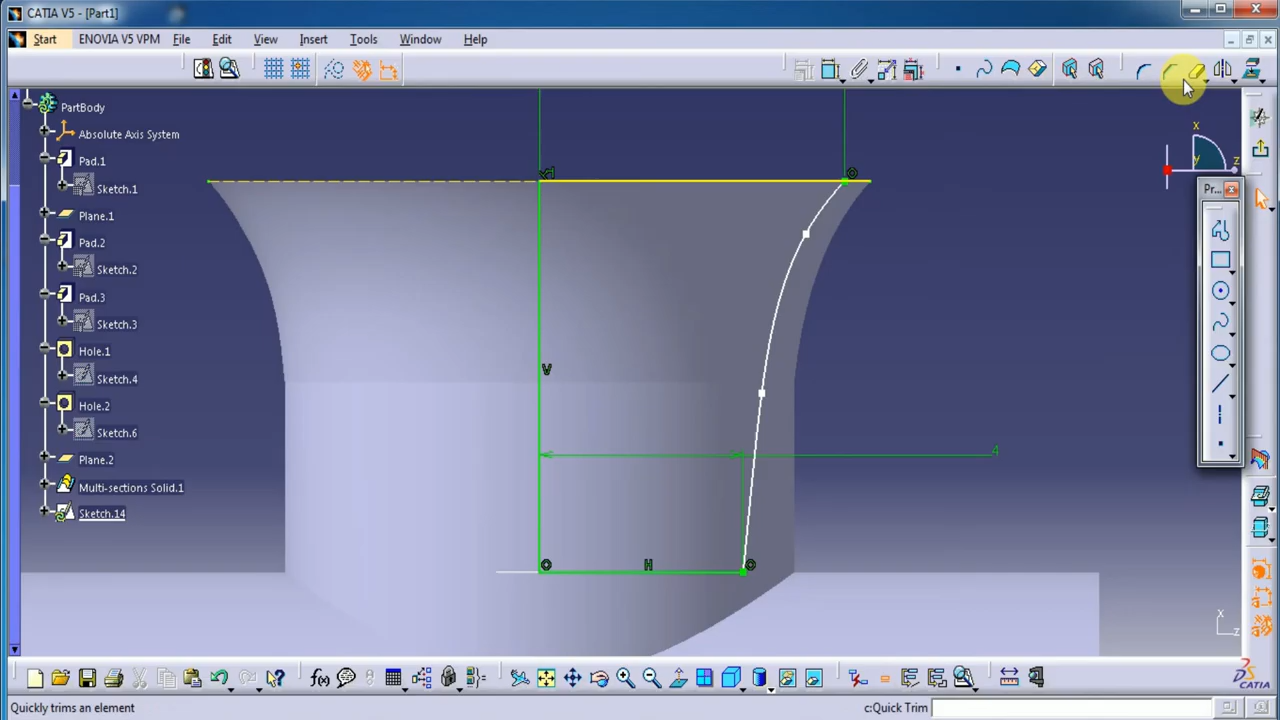 CATIA V5 - [Part1]
Start ENOVIA V5 VPM File Edit View Insert Tools Window Help
PartBody
Absolute Axis System
Pad.1
Sketch.1
Plane.1
Pad.2
Sketch.2
Pad.3
Sketch.3
Hole.1
Sketch.4
Hole.2
Sketch.6
Plane.2
Multi-sections Solid.1
Sketch.14
V
H
4
x
y
z
Pr...
x
z
f(x)
CATIA
Quickly trims an element
c:Quick Trim